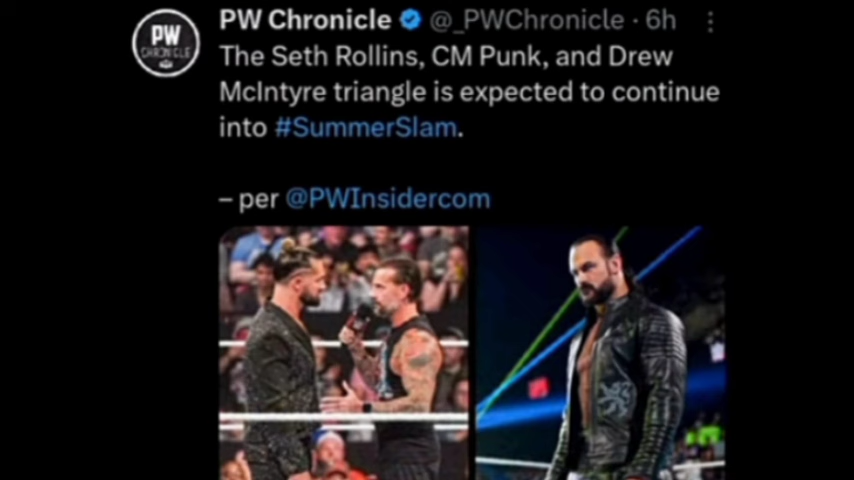 PW
CHRONICLE
PW Chronicle @_PWChronicle · 6h
The Seth Rollins, CM Punk, and Drew
McIntyre triangle is expected to continue
into #SummerSlam.
– per @PWInsidercom